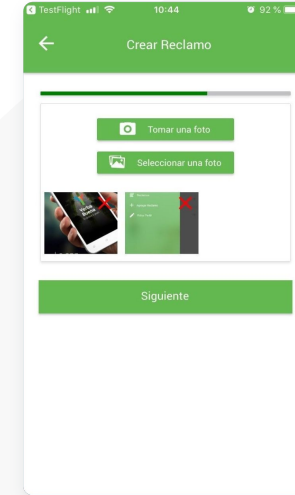 TestFlight 10:44 92 %
Crear Reclamo
Tomar una foto
Seleccionar una foto
Siguiente